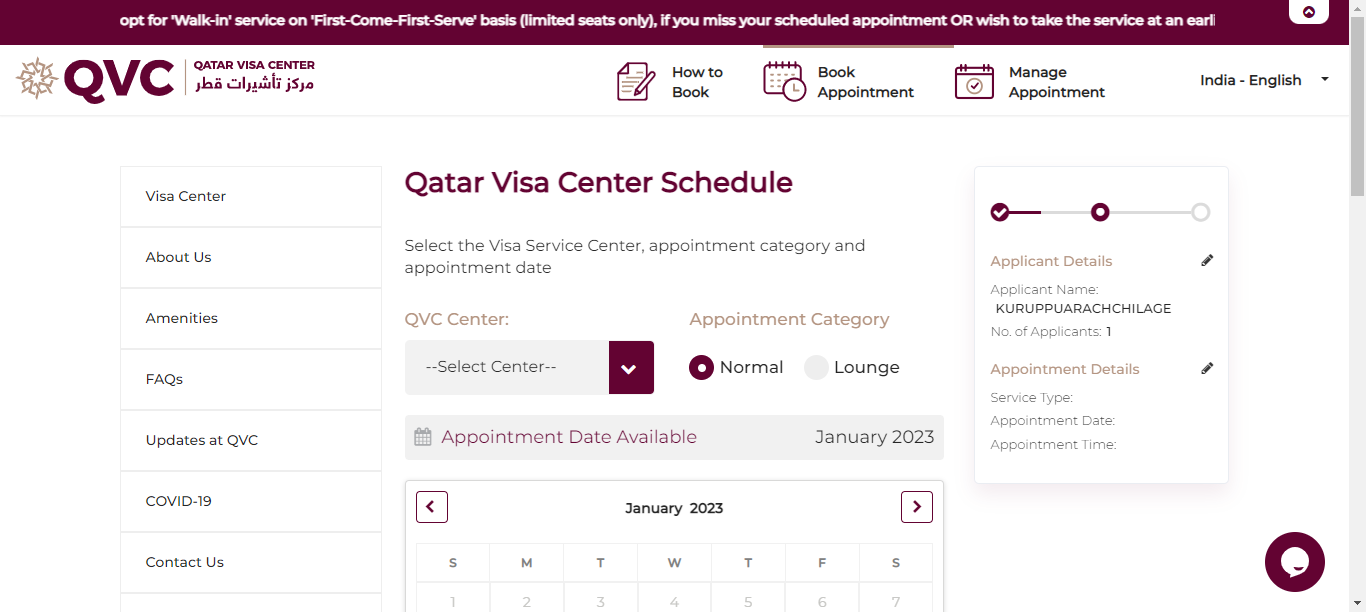 opt for 'Walk-in' service on 'First-Come-First-Serve' basis (limited seats only), if you miss your scheduled appointment OR wish to take the service at an earli
QVC
QATAR VISA CENTER
مركز تأشيرات قطر
How to
Book
Book
Appointment
Manage
Appointment
India - English
Visa Center
About Us
Amenities
FAQs
Updates at QVC
COVID-19
Contact Us
Qatar Visa Center Schedule
Select the Visa Service Center, appointment category and
appointment date
QVC Center:
--Select Center--
Appointment Category
Normal
Lounge
Appointment Date Available
January 2023
January 2023
S M T W T F S
1 2 3 4 5 6 7
Applicant Details
Applicant Name:
KURUPPUARACHCHILAGE
No. of Applicants: 1
Appointment Details
Service Type:
Appointment Date:
Appointment Time: